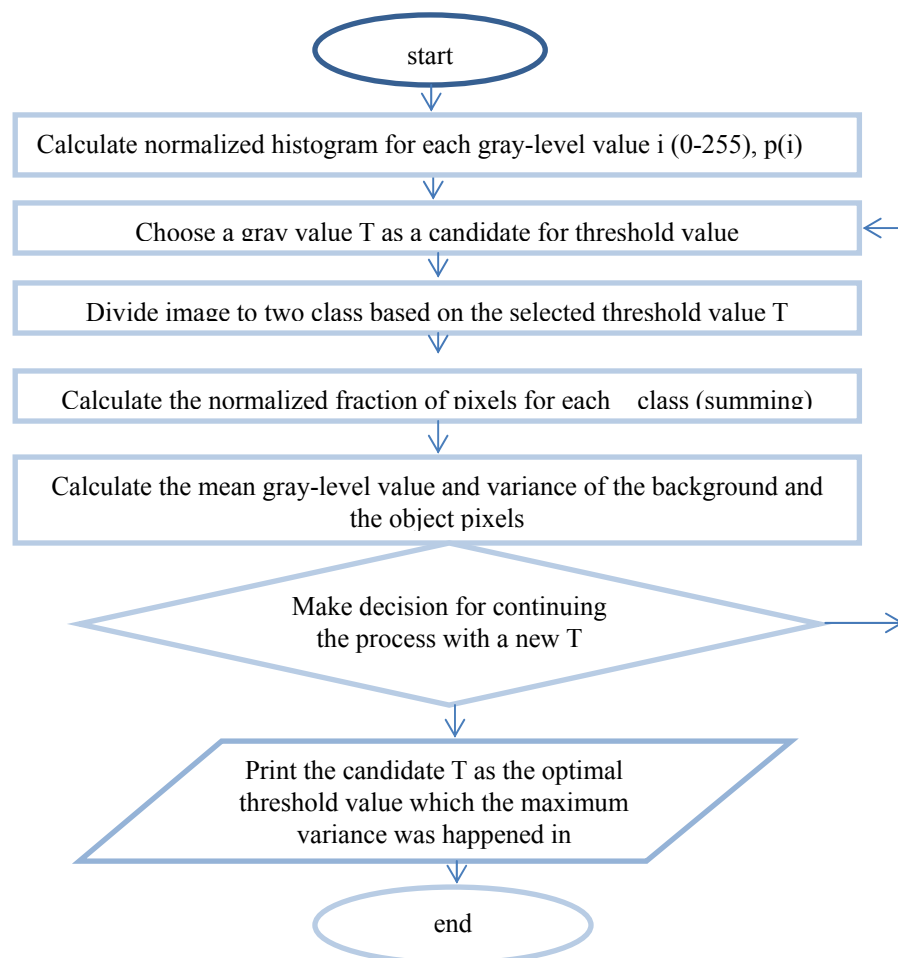 start
Calculate normalized histogram for each gray-level value i (0-255), p(i)
Choose a gray value T as a candidate for threshold value
Divide image to two class based on the selected threshold value T
Calculate the normalized fraction of pixels for each class (summing)
Calculate the mean gray-level value and variance of the background and
the object pixels
Make decision for continuing
the process with a new T
Print the candidate T as the optimal
threshold value which the maximum
variance was happened in
end